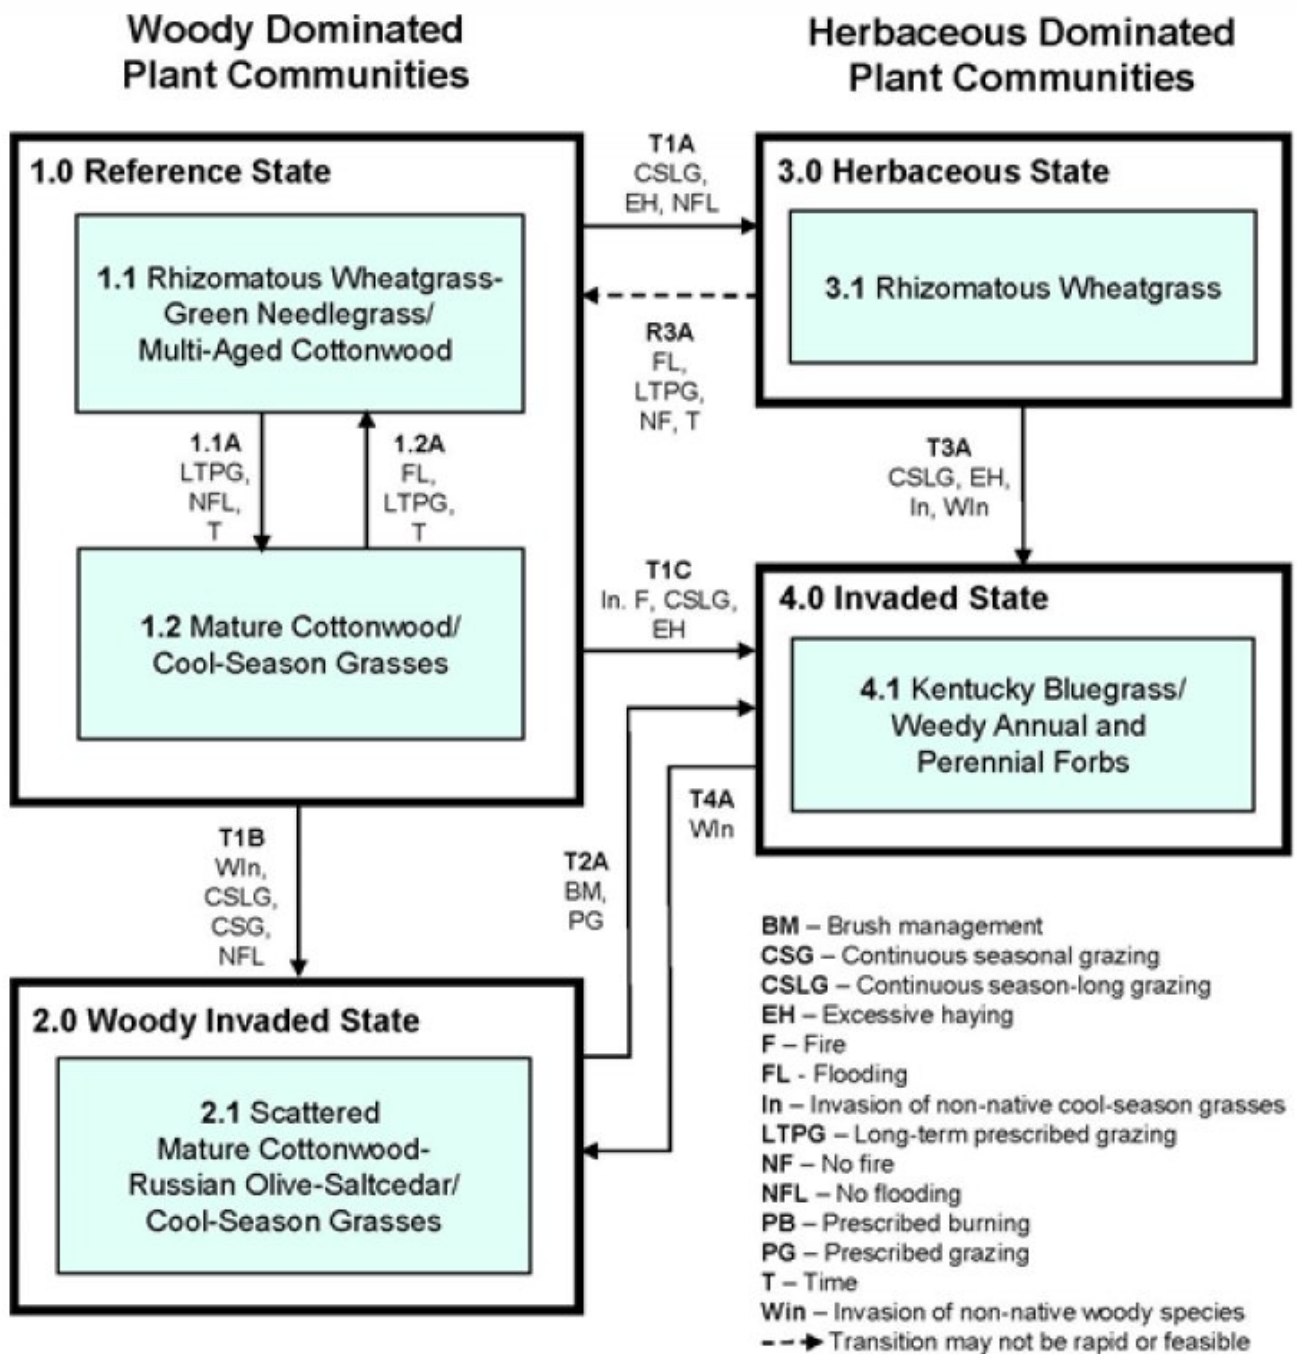 Woody Dominated
Plant Communities
Herbaceous Dominated
Plant Communities
1.0 Reference State
1.1 Rhizomatous Wheatgrass-
Green Needlegrass/
Multi-Aged Cottonwood
1.1A
LTPG,
NFL,
T
1.2A
FL,
LTPG,
T
1.2 Mature Cottonwood/
Cool-Season Grasses
T1A
CSLG,
EH, NFL
R3A
FL,
LTPG,
NF, T
3.0 Herbaceous State
3.1 Rhizomatous Wheatgrass
T3A
CSLG, EH,
In, WIn
T1C
In. F, CSLG,
EH
4.0 Invaded State
4.1 Kentucky Bluegrass/
Weedy Annual and
Perennial Forbs
T1B
WIn,
CSLG,
CSG,
NFL
T2A
BM,
PG
T4A
WIn
2.0 Woody Invaded State
2.1 Scattered
Mature Cottonwood-
Russian Olive-Saltcedar/
Cool-Season Grasses
BM – Brush management
CSG – Continuous seasonal grazing
CSLG – Continuous season-long grazing
EH – Excessive haying
F – Fire
FL - Flooding
In – Invasion of non-native cool-season grasses
LTPG – Long-term prescribed grazing
NF – No fire
NFL – No flooding
PB – Prescribed burning
PG – Prescribed grazing
T – Time
Win – Invasion of non-native woody species
Transition may not be rapid or feasible